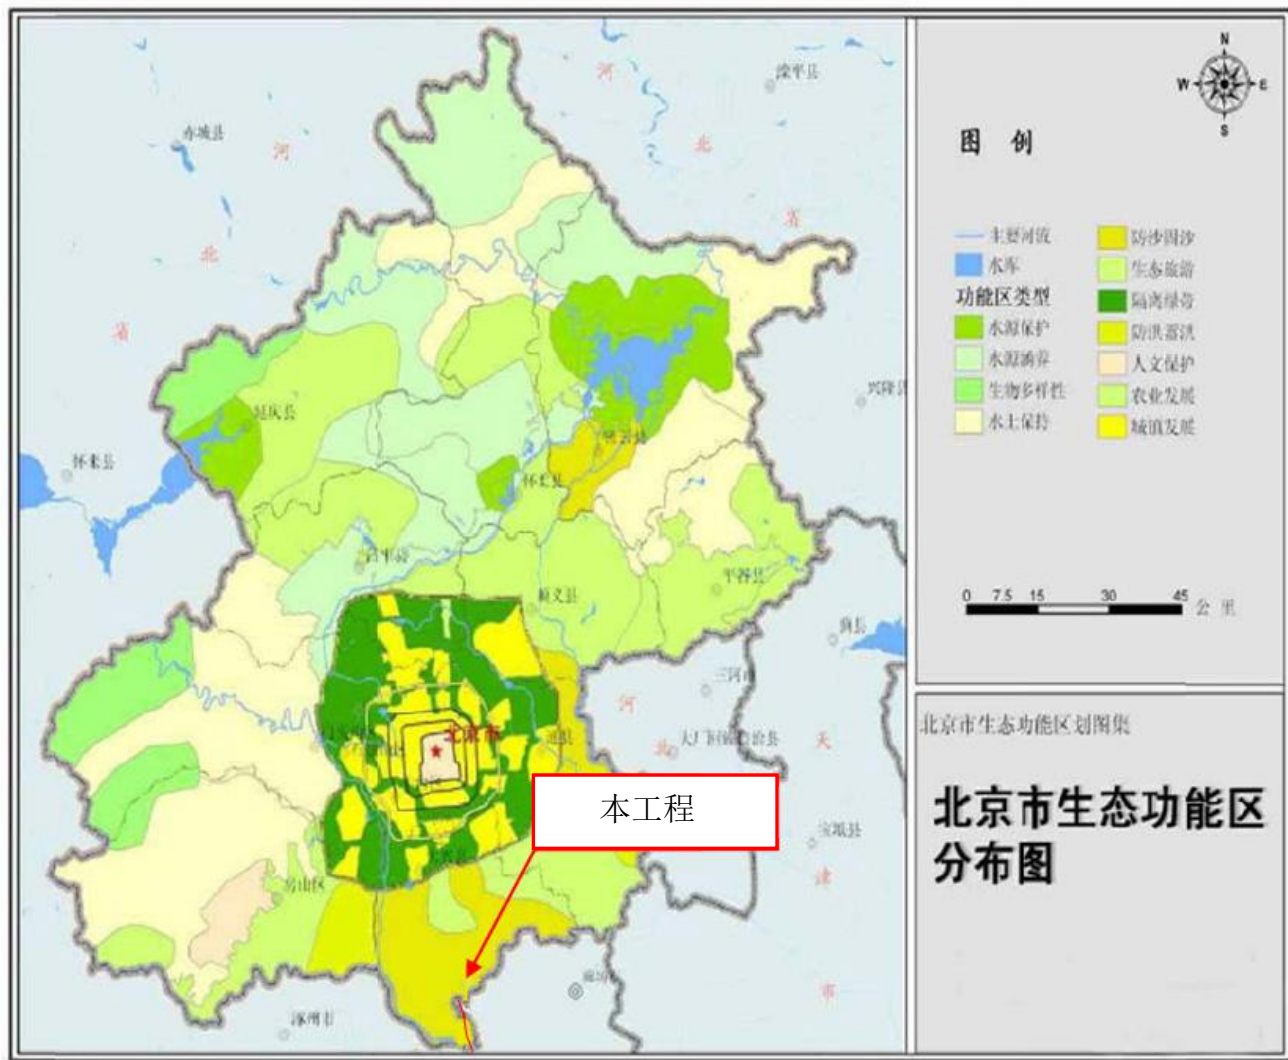 N
W
E
S
图 例
主要河流
水库
功能区类型
水源保护
水源涵养
生物多样性
水土保持
防沙固沙
生态旅游
隔离绿带
防洪蓄洪
人文保护
农业发展
城镇发展
0 7.5 15 30 45 公 里
北京市生态功能区划图集
北京市生态功能区
分布图
滦平县
赤城县
河
北
省
河
北
省
兴隆县
延庆县
怀来县
密云县
怀柔县
昌平县
平谷县
顺义县
蓟县
三河市
河
北
大厂回族自治县
天
北京市
通县
本工程
宝坻县
津
房山区
廊坊市
市
涿州市